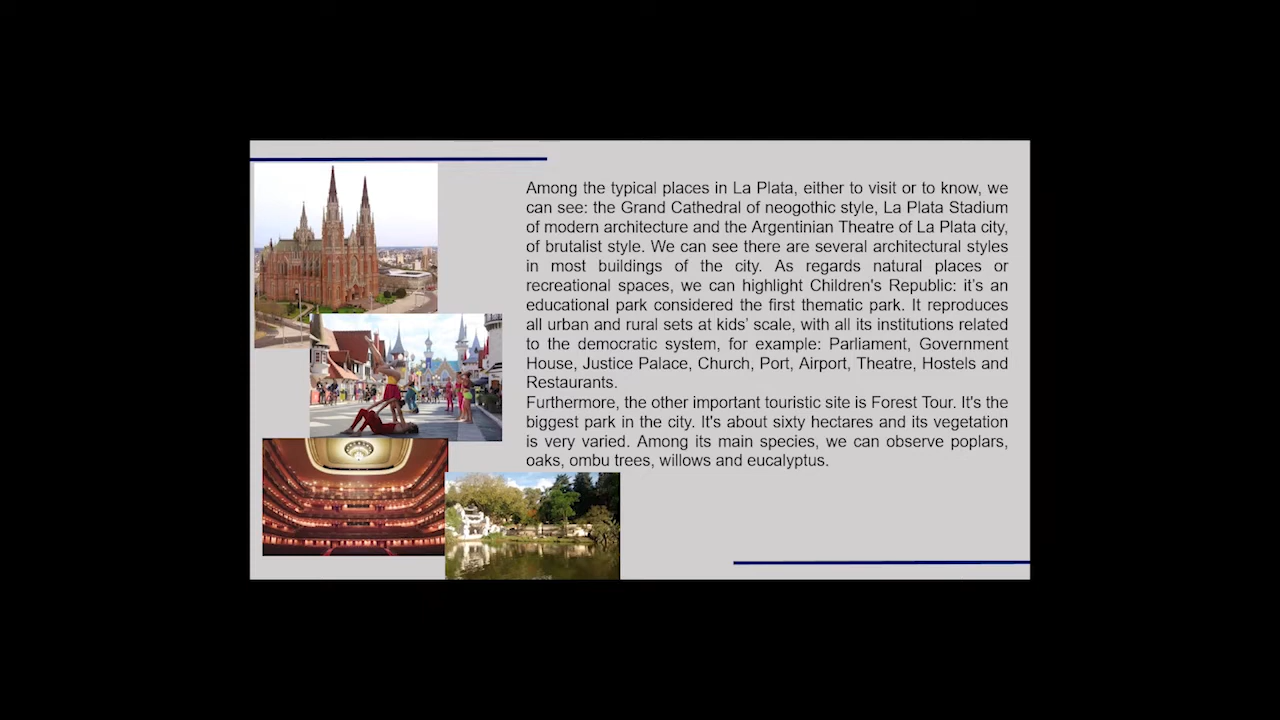 Among the typical places in La Plata, either to visit or to know, we
can see: the Grand Cathedral of neogothic style, La Plata Stadium
of modern architecture and the Argentinian Theatre of La Plata city,
of brutalist style. We can see there are several architectural styles
in most buildings of the city. As regards natural places or
recreational spaces, we can highlight Children's Republic: it’s an
educational park considered the first thematic park. It reproduces
all urban and rural sets at kids’ scale, with all its institutions related
to the democratic system, for example: Parliament, Government
House, Justice Palace, Church, Port, Airport, Theatre, Hostels and
Restaurants.
Furthermore, the other important touristic site is Forest Tour. It's the
biggest park in the city. It's about sixty hectares and its vegetation
is very varied. Among its main species, we can observe poplars,
oaks, ombu trees, willows and eucalyptus.